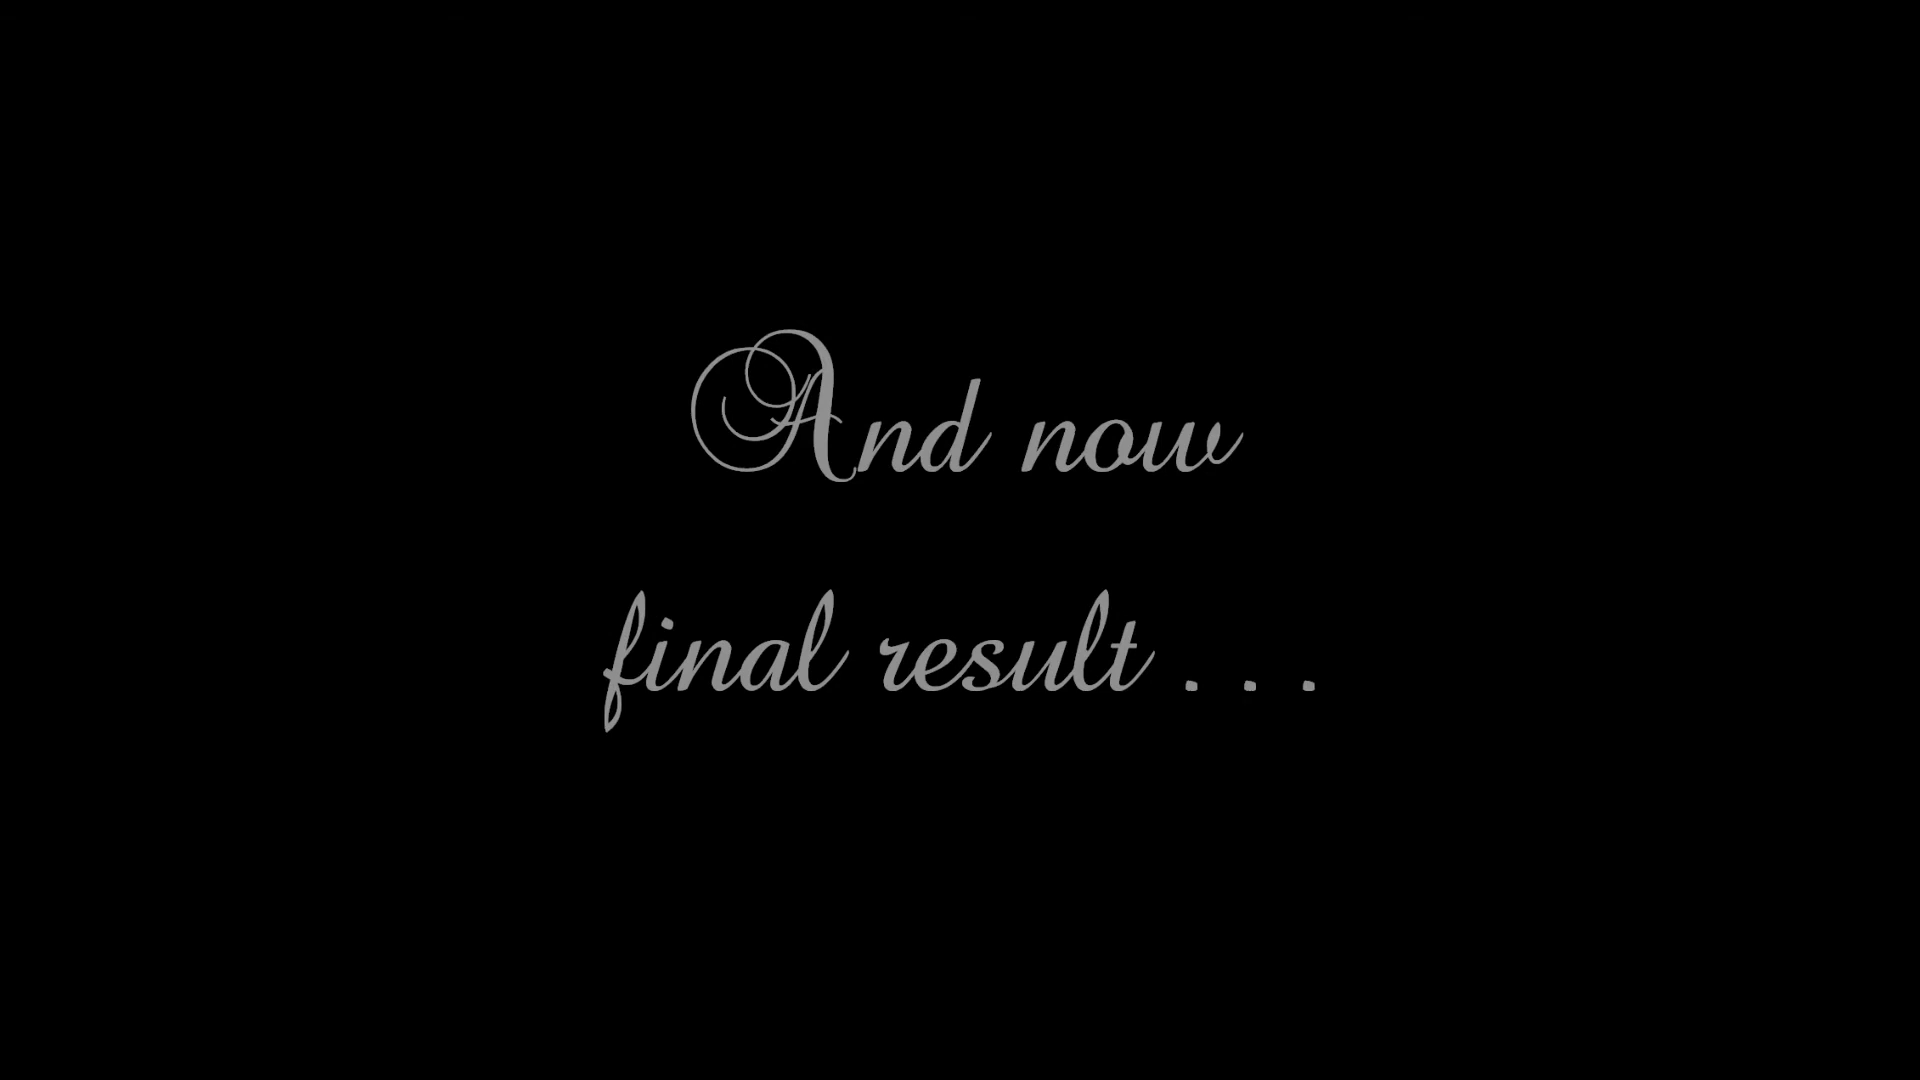 And now
final result . . .